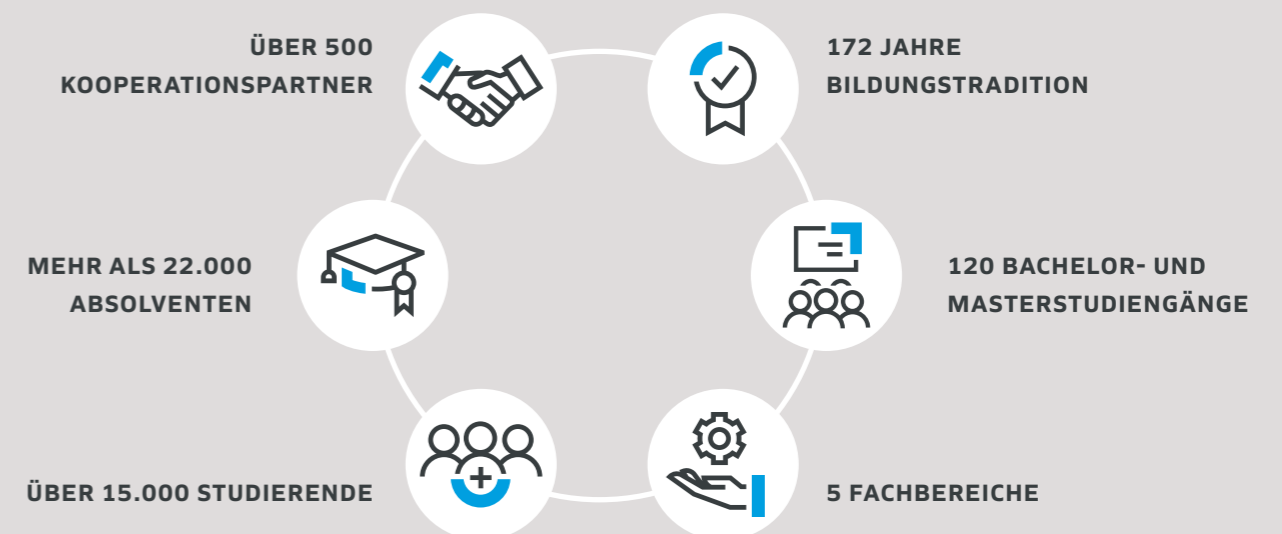 ÜBER 500
KOOPERATIONSPARTNER
172 JAHRE
BILDUNGSTRADITION
MEHR ALS 22.000
ABSOLVENTEN
120 BACHELOR- UND
MASTERSTUDIENGÄNGE
ÜBER 15.000 STUDIERENDE
5 FACHBEREICHE